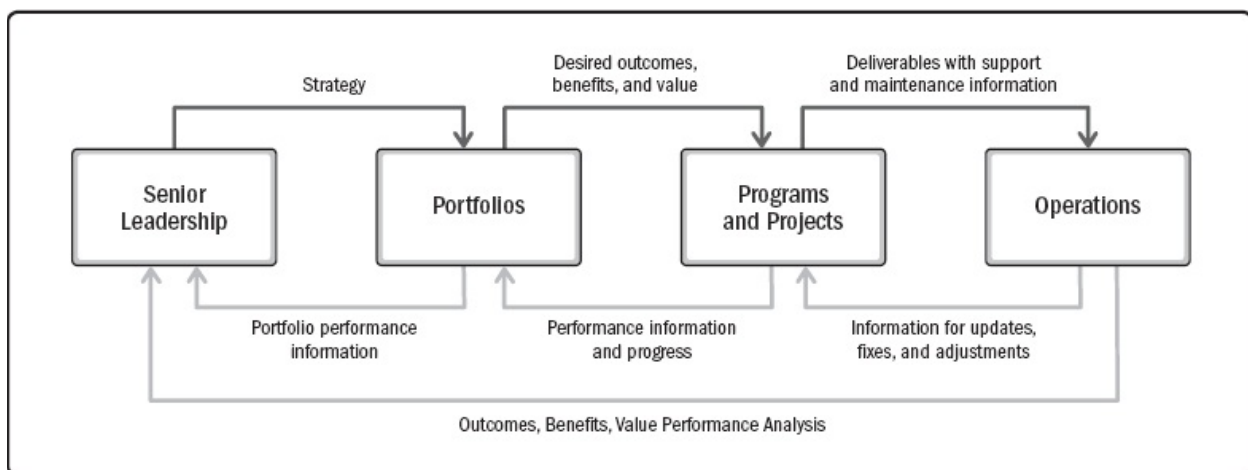 Strategy
Desired outcomes,
benefits, and value
Deliverables with support
and maintenance information
Senior
Leadership
Portfolios
Programs
and Projects
Operations
Portfolio performance
information
Performance information
and progress
Information for updates,
fixes, and adjustments
Outcomes, Benefits, Value Performance Analysis